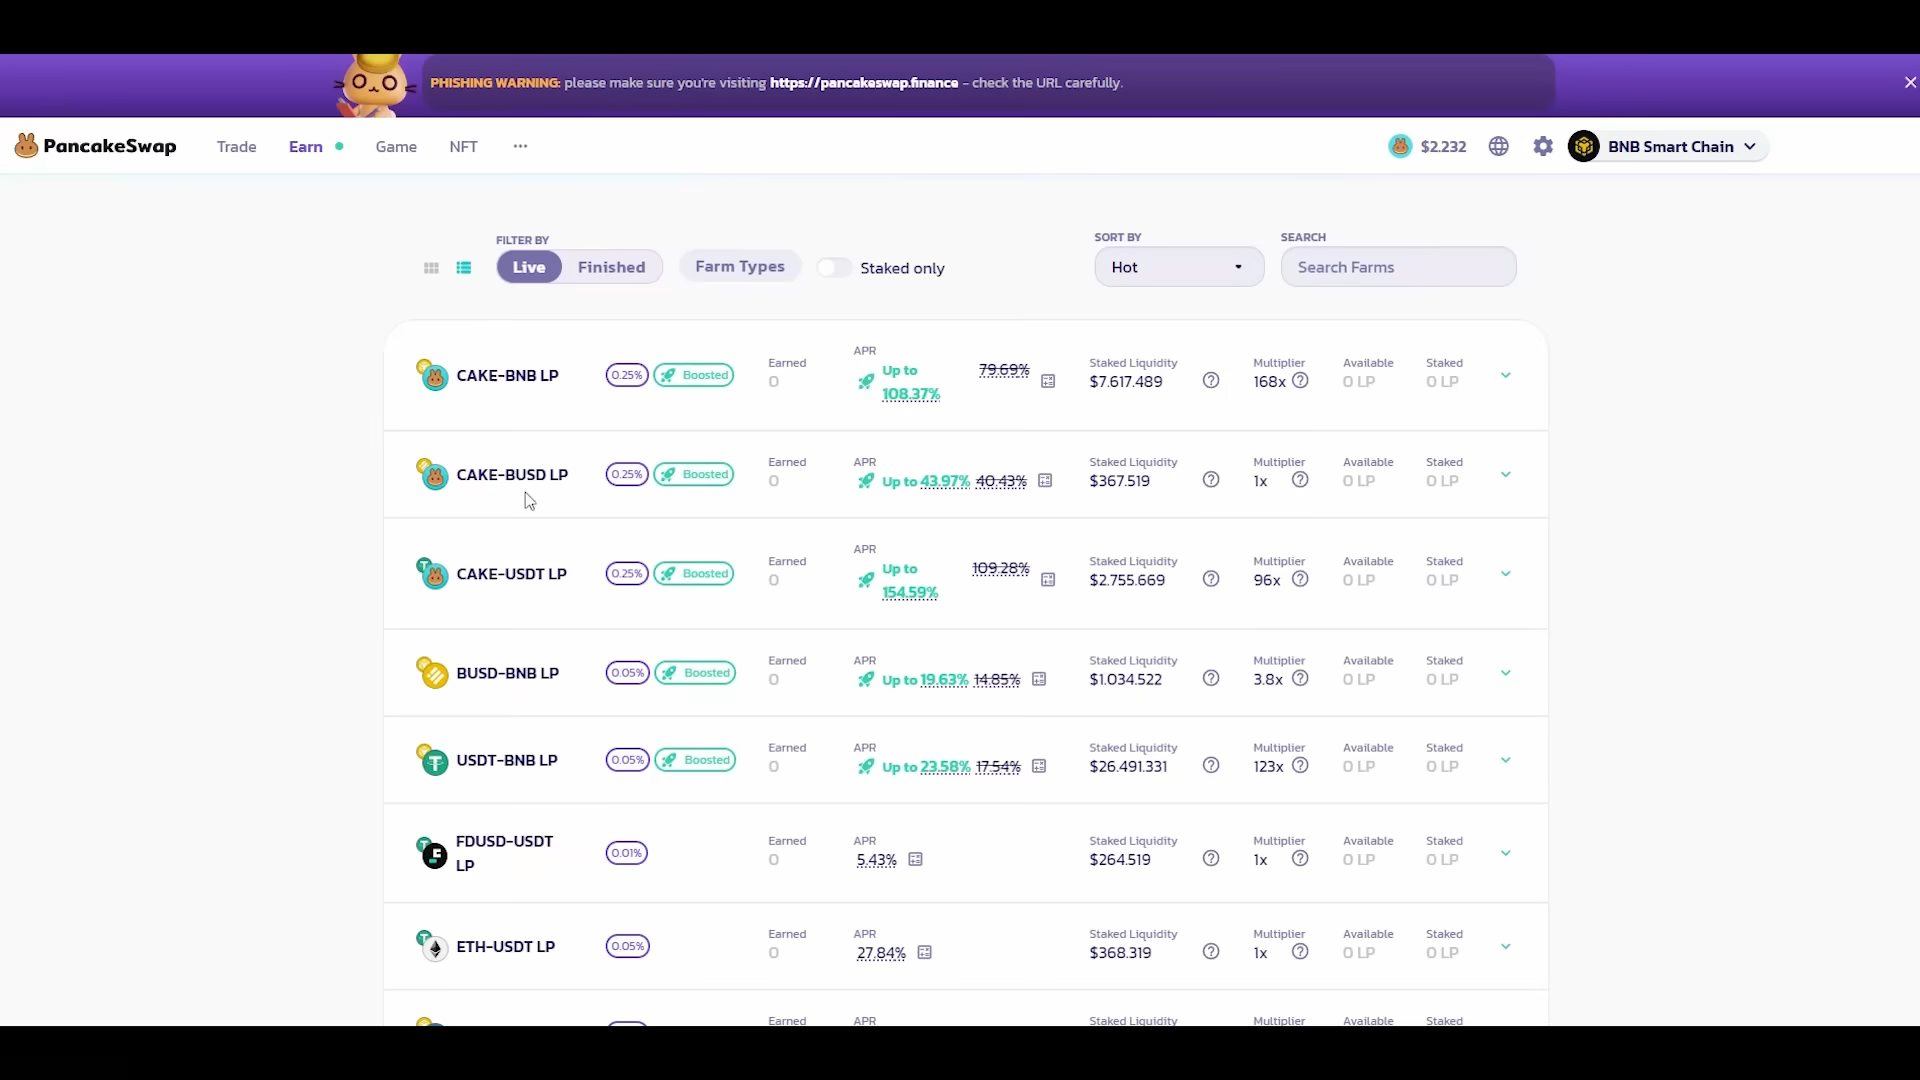 PHISHING WARNING: please make sure you're visiting https://pancakeswap.finance - check the URL carefully.
PancakeSwap Trade Earn Game NFT ... $2.232 BNB Smart Chain
FILTER BY
Live Finished Farm Types Staked only
SORT BY
Hot
SEARCH
Search Farms
CAKE-BNB LP 0.25% Boosted
Earned
0
APR
Up to 108.37% 79.69%
Staked Liquidity
$7.617.489
Multiplier
168x
Available
0 LP
Staked
0 LP
CAKE-BUSD LP 0.25% Boosted
Earned
0
APR
Up to 43.97% 40.43%
Staked Liquidity
$367.519
Multiplier
1x
Available
0 LP
Staked
0 LP
CAKE-USDT LP 0.25% Boosted
Earned
0
APR
Up to 154.59% 109.28%
Staked Liquidity
$2.755.669
Multiplier
96x
Available
0 LP
Staked
0 LP
BUSD-BNB LP 0.05% Boosted
Earned
0
APR
Up to 19.63% 14.85%
Staked Liquidity
$1.034.522
Multiplier
3.8x
Available
0 LP
Staked
0 LP
USDT-BNB LP 0.05% Boosted
Earned
0
APR
Up to 23.58% 17.54%
Staked Liquidity
$26.491.331
Multiplier
123x
Available
0 LP
Staked
0 LP
FDUSD-USDT
LP
0.01%
Earned
0
APR
5.43%
Staked Liquidity
$264.519
Multiplier
1x
Available
0 LP
Staked
0 LP
ETH-USDT LP 0.05%
Earned
0
APR
27.84%
Staked Liquidity
$368.319
Multiplier
1x
Available
0 LP
Staked
0 LP
Earned APR Staked Liquidity Multiplier Available Staked